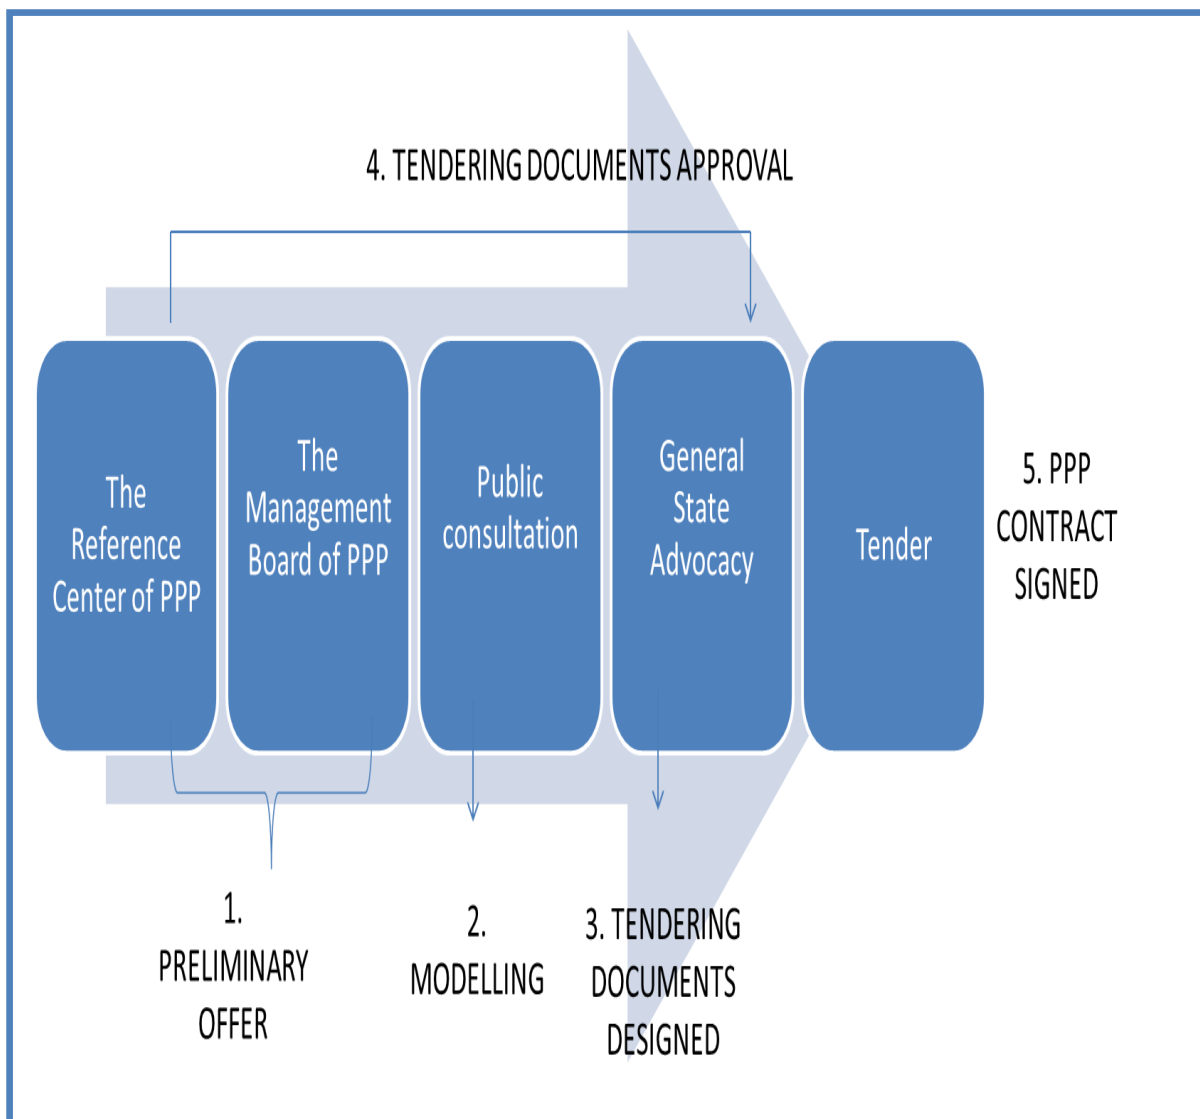 4. TENDERING DOCUMENTS APPROVAL
The
Reference
Center of PPP
The
Management
Board of PPP
Public
consultation
General
State
Advocacy
Tender
5. PPP
CONTRACT
SIGNED
1.
PRELIMINARY
OFFER
2.
MODELLING
3. TENDERING
DOCUMENTS
DESIGNED